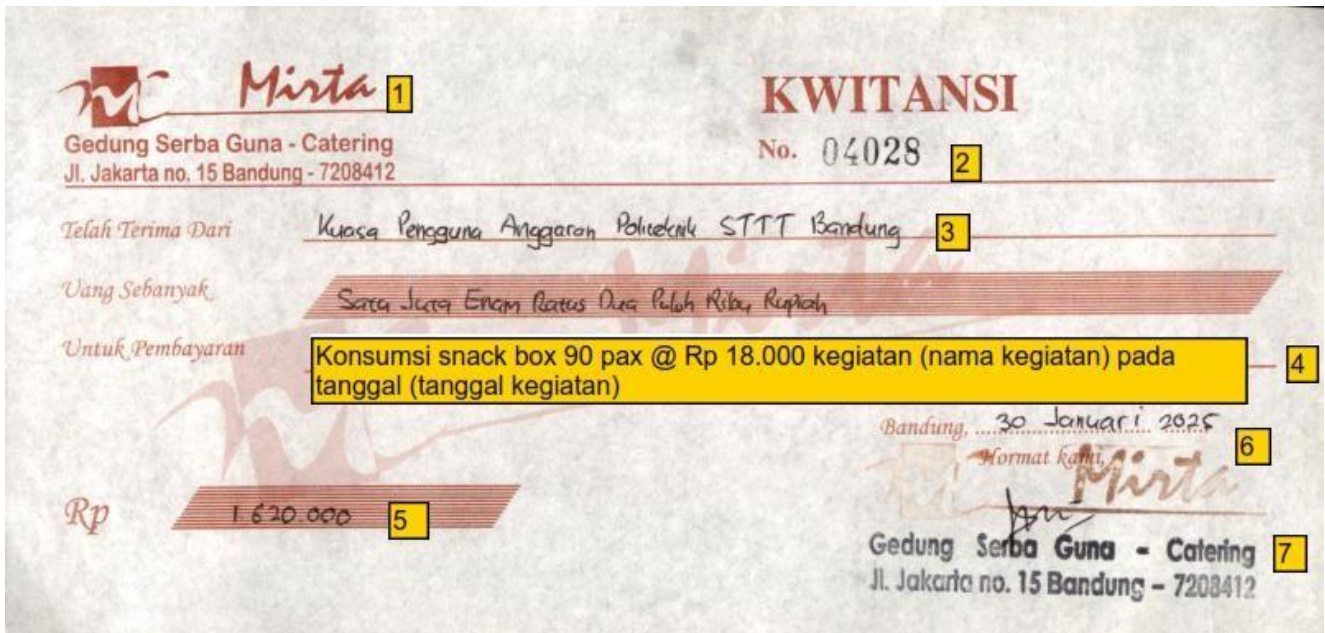 Mirta 1
Gedung Serba Guna - Catering
Jl. Jakarta no. 15 Bandung - 7208412
KWITANSI
No. 04028 2
Telah Terima Dari Kuasa Pengguna Anggaran Politeknik STTT Bandung 3
Uang Sebanyak Satu Juta Enam Ratus Dua Puluh Ribu Rupiah
Untuk Pembayaran Konsumsi snack box 90 pax @ Rp 18.000 kegiatan (nama kegiatan) pada 4
tanggal (tanggal kegiatan)
Bandung, 30 Januari 2025 6
Hormat kami,
Mirta
Rp 1.620.000 5
Gedung Serba Guna - Catering 7
Jl. Jakarta no. 15 Bandung - 7208412